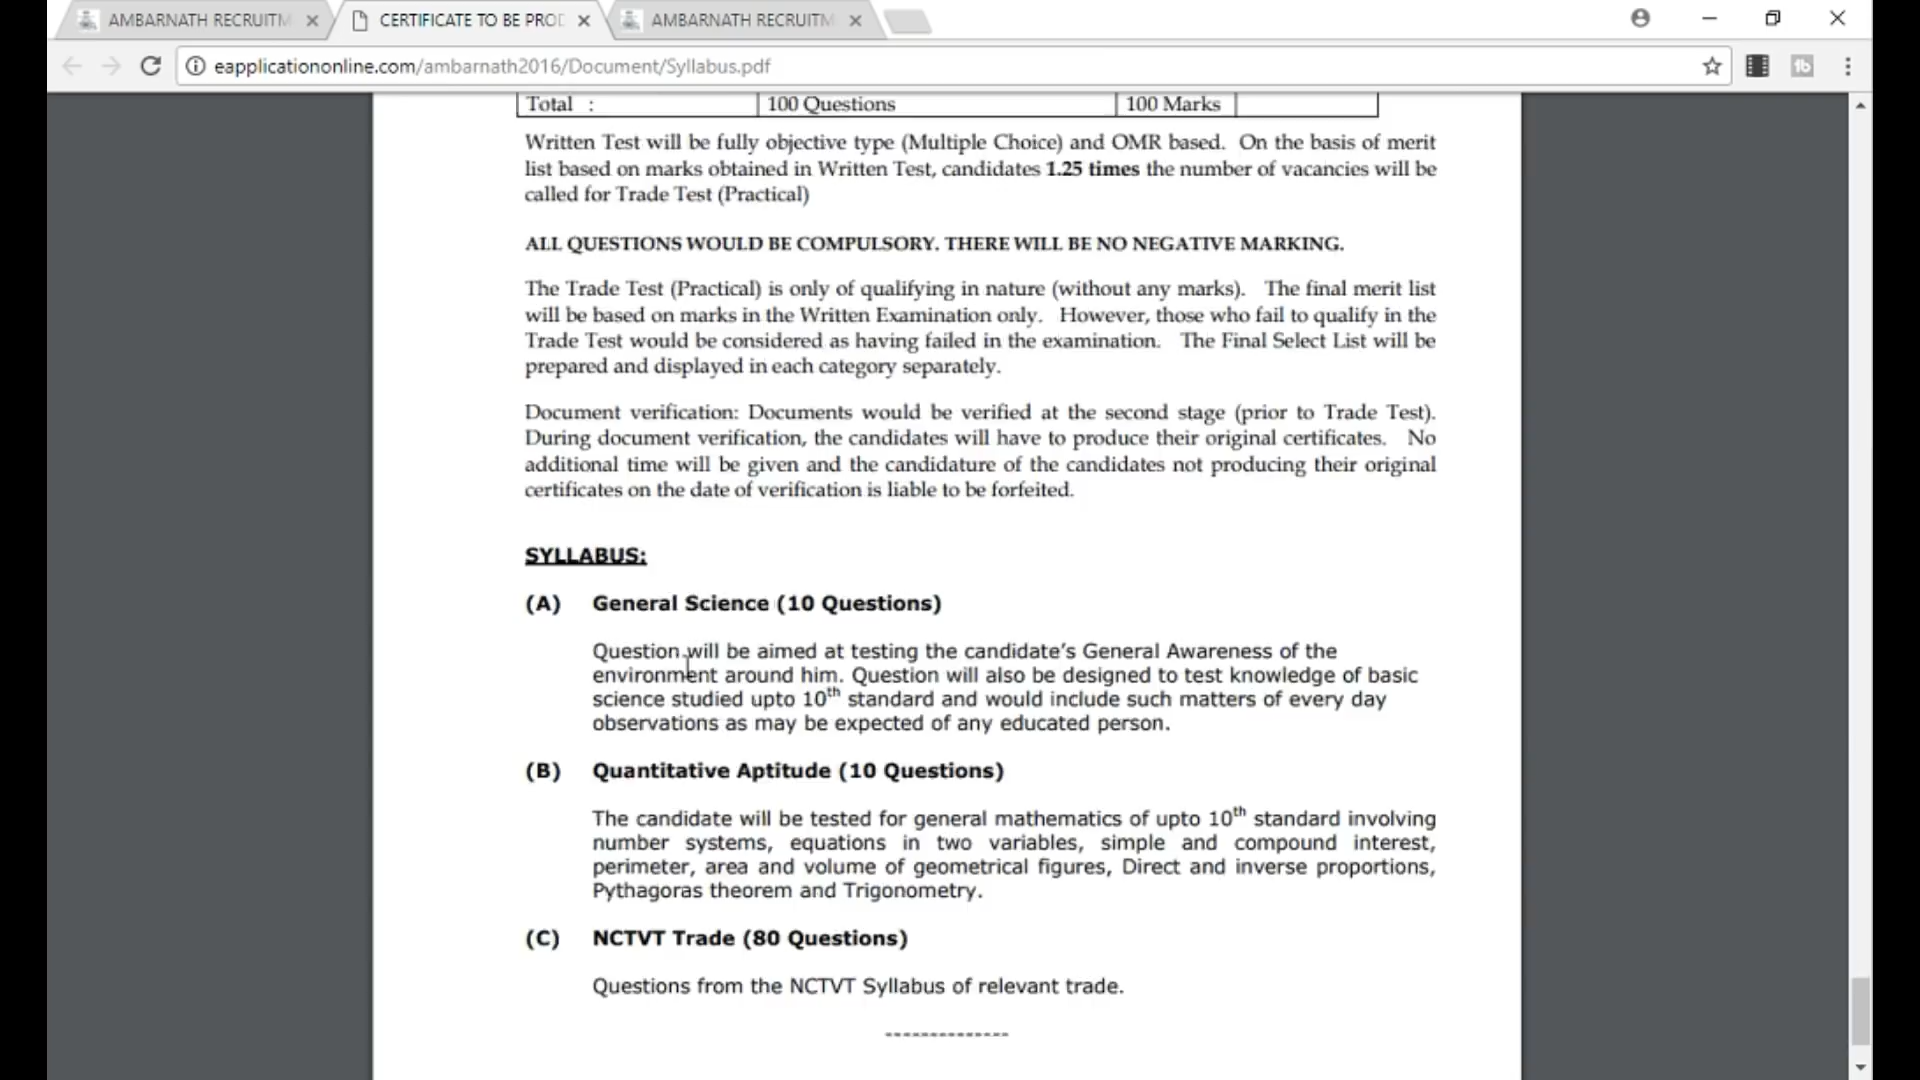 AMBARNATH RECRUITM
CERTIFICATE TO BE PROD
AMBARNATH RECRUITM
eapplicationonline.com/ambarnath2016/Document/Syllabus.pdf
Total : 100 Questions 100 Marks
Written Test will be fully objective type (Multiple Choice) and OMR based. On the basis of merit
list based on marks obtained in Written Test, candidates 1.25 times the number of vacancies will be
called for Trade Test (Practical)
ALL QUESTIONS WOULD BE COMPULSORY. THERE WILL BE NO NEGATIVE MARKING.
The Trade Test (Practical) is only of qualifying in nature (without any marks). The final merit list
will be based on marks in the Written Examination only. However, those who fail to qualify in the
Trade Test would be considered as having failed in the examination. The Final Select List will be
prepared and displayed in each category separately.
Document verification: Documents would be verified at the second stage (prior to Trade Test).
During document verification, the candidates will have to produce their original certificates. No
additional time will be given and the candidature of the candidates not producing their original
certificates on the date of verification is liable to be forfeited.
SYLLABUS:
(A) General Science (10 Questions)
Question will be aimed at testing the candidate's General Awareness of the
environment around him. Question will also be designed to test knowledge of basic
science studied upto 10th standard and would include such matters of every day
observations as may be expected of any educated person.
(B) Quantitative Aptitude (10 Questions)
The candidate will be tested for general mathematics of upto 10th standard involving
number systems, equations in two variables, simple and compound interest,
perimeter, area and volume of geometrical figures, Direct and inverse proportions,
Pythagoras theorem and Trigonometry.
(C) NCTVT Trade (80 Questions)
Questions from the NCTVT Syllabus of relevant trade.
--------------